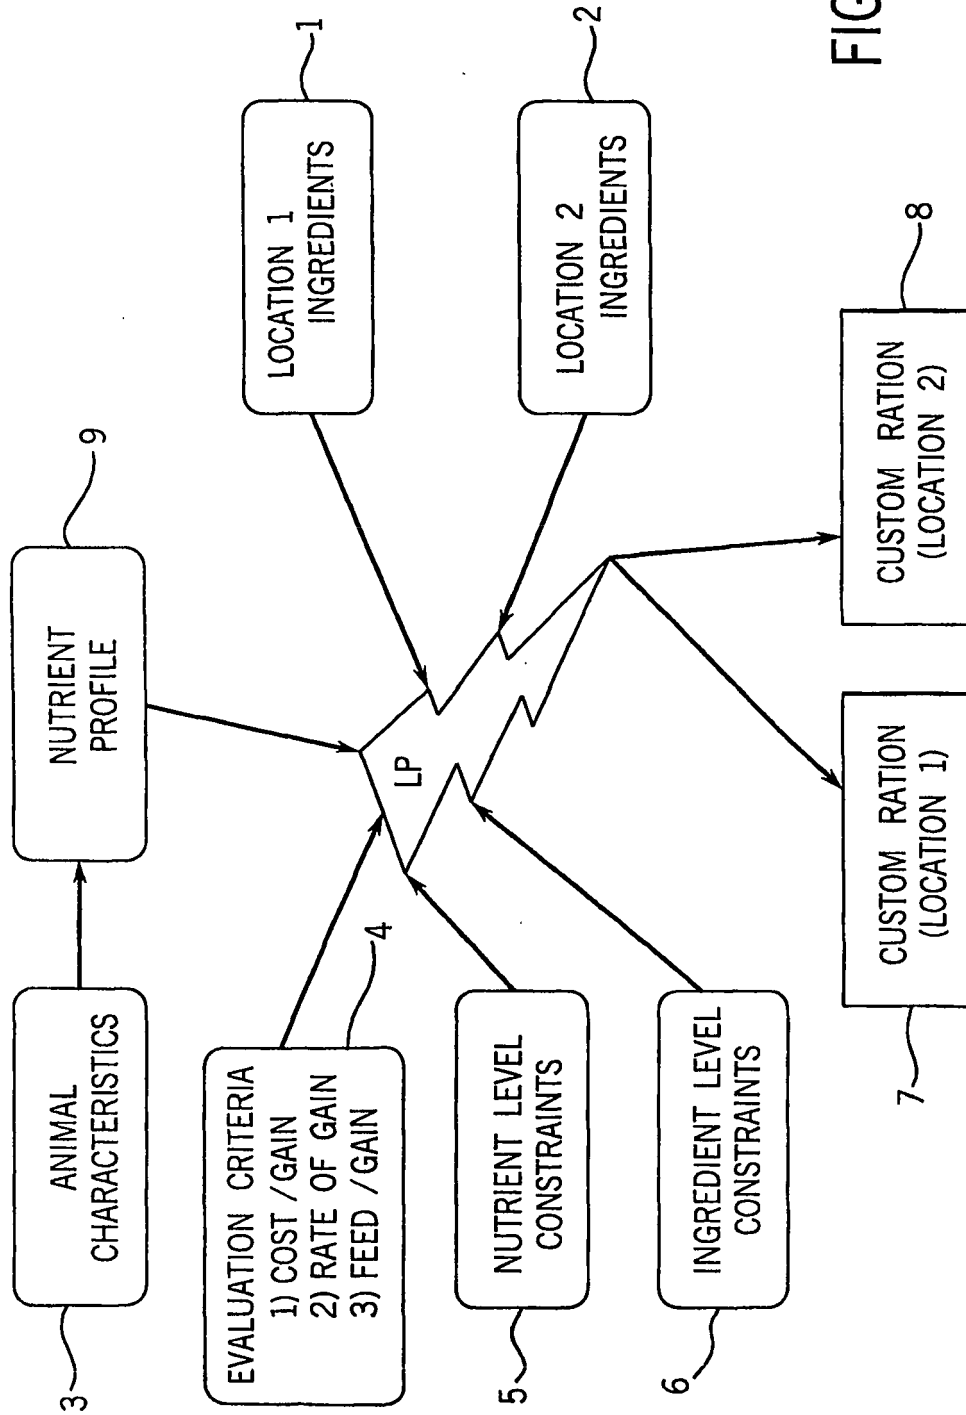 3
ANIMAL
CHARACTERISTICS
9
NUTRIENT
PROFILE
EVALUATION CRITERIA
1) COST /GAIN
2) RATE OF GAIN
3) FEED /GAIN
4
LP
LOCATION 1
INGREDIENTS
1
5
NUTRIENT LEVEL
CONSTRAINTS
LOCATION 2
INGREDIENTS
2
6
INGREDIENT LEVEL
CONSTRAINTS
7
CUSTOM RATION
(LOCATION 1)
CUSTOM RATION
(LOCATION 2)
8
FIG